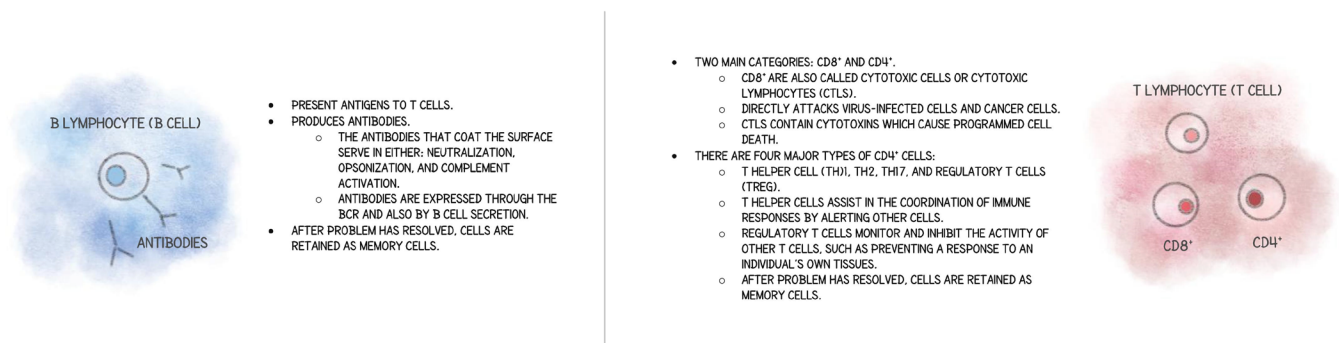 B LYMPHOCYTE (B CELL)
ANTIBODIES
• PRESENT ANTIGENS TO T CELLS.
• PRODUCES ANTIBODIES.
○ THE ANTIBODIES THAT COAT THE SURFACE
SERVE IN EITHER: NEUTRALIZATION,
OPSONIZATION, AND COMPLEMENT
ACTIVATION.
○ ANTIBODIES ARE EXPRESSED THROUGH THE
BCR AND ALSO BY B CELL SECRETION.
• AFTER PROBLEM HAS RESOLVED, CELLS ARE
RETAINED AS MEMORY CELLS.
• TWO MAIN CATEGORIES: CD8⁺ AND CD4⁺.
○ CD8⁺ ARE ALSO CALLED CYTOTOXIC CELLS OR CYTOTOXIC
LYMPHOCYTES (CTLS).
○ DIRECTLY ATTACKS VIRUS-INFECTED CELLS AND CANCER CELLS.
○ CTLS CONTAIN CYTOTOXINS WHICH CAUSE PROGRAMMED CELL
DEATH.
• THERE ARE FOUR MAJOR TYPES OF CD4⁺ CELLS:
○ T HELPER CELL (TH)1, TH2, TH17, AND REGULATORY T CELLS
(TREG).
○ T HELPER CELLS ASSIST IN THE COORDINATION OF IMMUNE
RESPONSES BY ALERTING OTHER CELLS.
○ REGULATORY T CELLS MONITOR AND INHIBIT THE ACTIVITY OF
OTHER T CELLS, SUCH AS PREVENTING A RESPONSE TO AN
INDIVIDUAL'S OWN TISSUES.
○ AFTER PROBLEM HAS RESOLVED, CELLS ARE RETAINED AS
MEMORY CELLS.
T LYMPHOCYTE (T CELL)
CD8⁺
CD4⁺